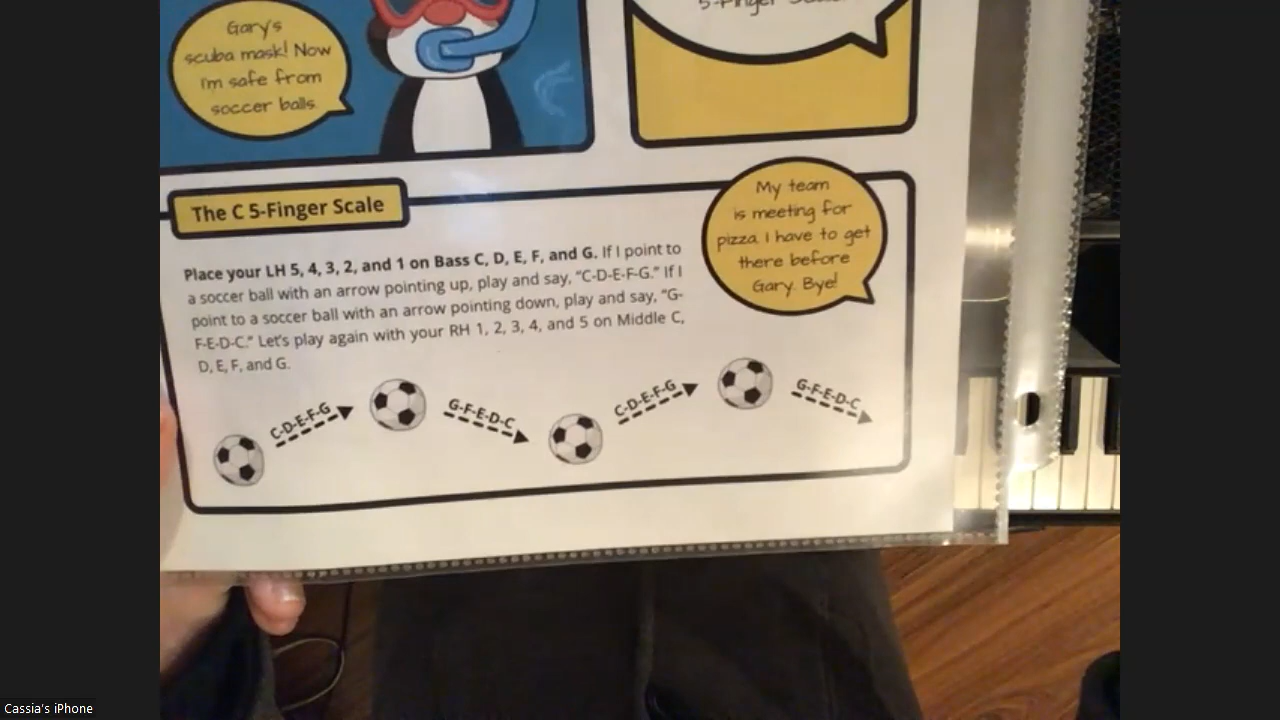 Gary's
scuba mask! Now
I'm safe from
soccer balls.
5-Finger
The C 5-Finger Scale
My team
is meeting for
pizza. I have to get
there before
Gary. Bye!
Place your LH 5, 4, 3, 2, and 1 on Bass C, D, E, F, and G. If I point to
a soccer ball with an arrow pointing up, play and say, “C-D-E-F-G.” If I
point to a soccer ball with an arrow pointing down, play and say, “G-
F-E-D-C.” Let's play again with your RH 1, 2, 3, 4, and 5 on Middle C,
D, E, F, and G.
C-D-E-F-G
G-F-E-D-C
C-D-E-F-G
G-F-E-D-C
Cassia's iPhone